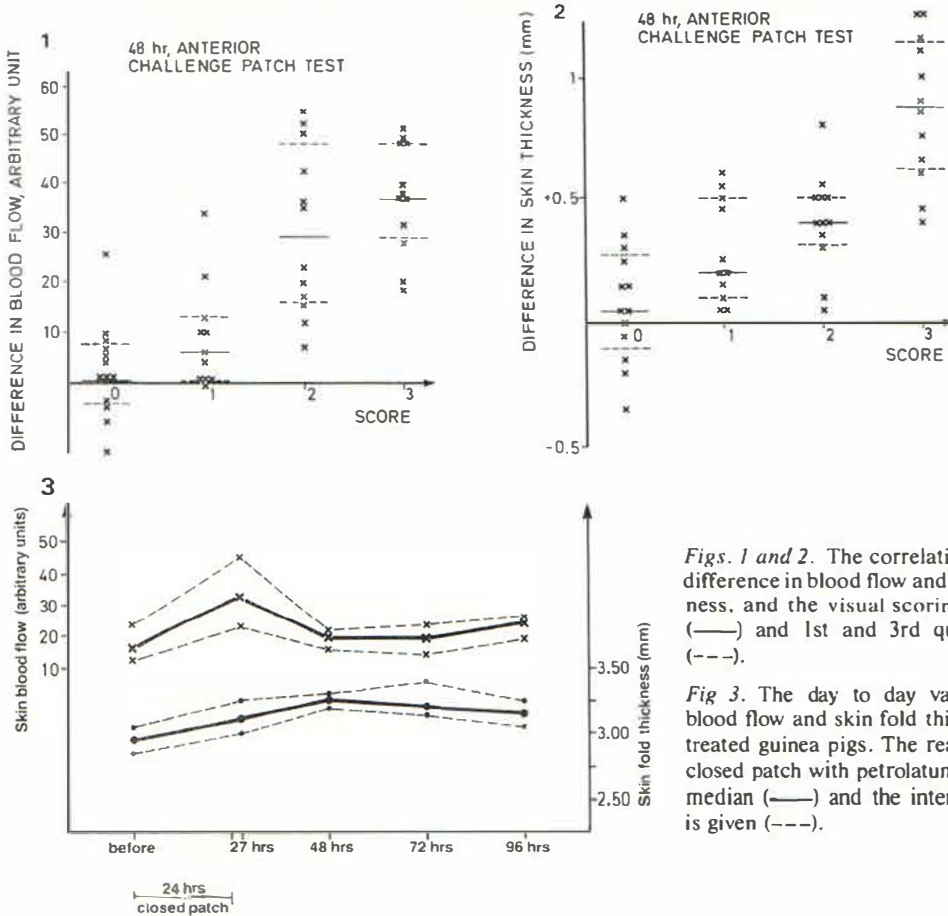 1
48 hr, ANTERIOR
CHALLENGE PATCH TEST
DIFFERENCE IN BLOOD FLOW, ARBITRARY UNIT
60
50
40
30
20
10
0 1 2 3
SCORE
2
48 hr, ANTERIOR
CHALLENGE PATCH TEST
DIFFERENCE IN SKIN THICKNESS (mm)
1
+0.5
-0.5
0 1 2 3
SCORE
3
Skin blood flow (arbitrary units)
50
40
30
20
10
Skin fold thickness (mm)
3.50
3.00
2.50
before 27 hrs 48 hrs 72 hrs 96 hrs
24 hrs
closed patch
Figs. 1 and 2. The correlati
difference in blood flow and
ness, and the visual scorin
(——) and 1st and 3rd qu
(---).
Fig 3. The day to day va
blood flow and skin fold thi
treated guinea pigs. The rea
closed patch with petrolatun
median (——) and the inter
is given (---).